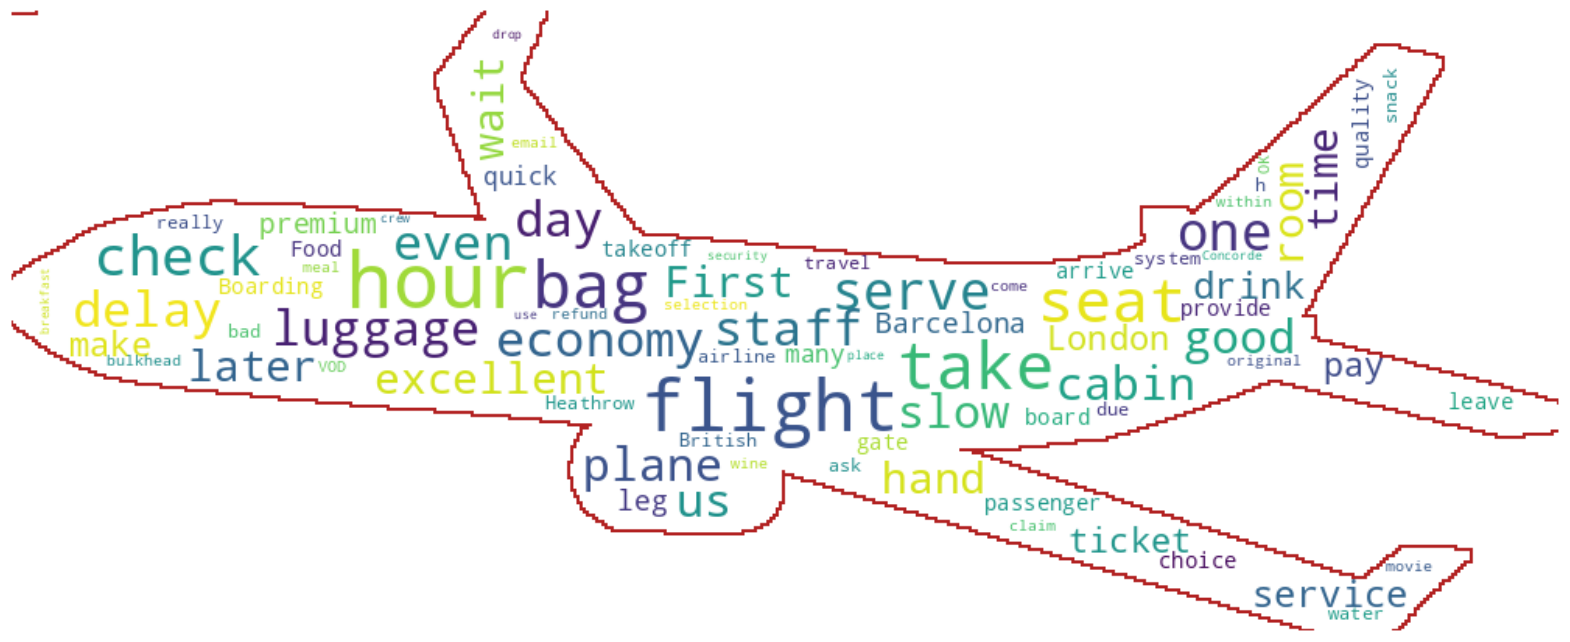 drop
wait
email
quick
day
really
premium
crew
check
Food
even
takeoff
meal
hour
bag
First
security
travel
Boarding
breakfast
delay
make
bad
luggage
use
refund
selection
economy
staff
serve
come
Barcelona
bulkhead
later
VOD
excellent
airline
many
place
Heathrow
flight
take
slow
British
plane
wine
leg
us
gate
ask
hand
board
due
cabin
seat
London
arrive
system
Concorde
one
within
h
OK
room
time
quality
snack
drink
provide
good
original
pay
leave
passenger
claim
ticket
choice
movie
service
water